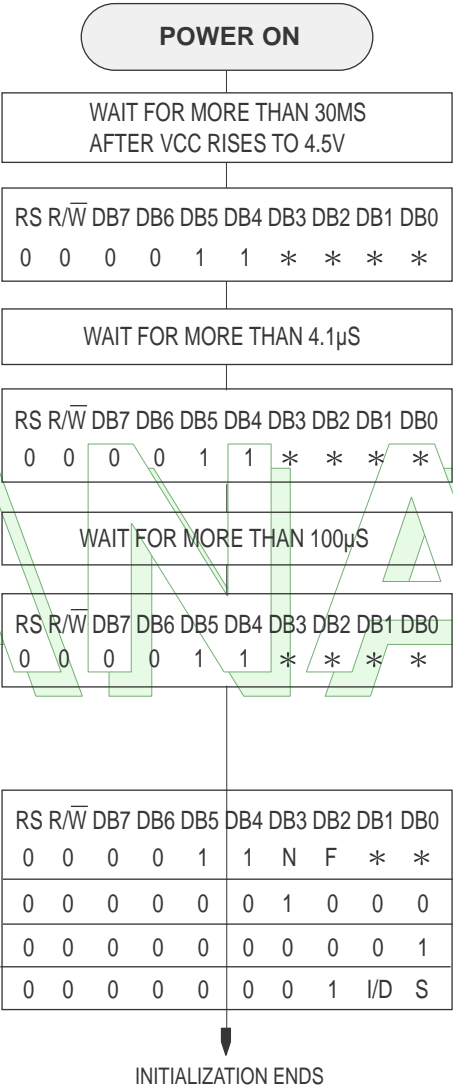 POWER ON
WAIT FOR MORE THAN 30MS
AFTER VCC RISES TO 4.5V
RS R/W̅ DB7 DB6 DB5 DB4 DB3 DB2 DB1 DB0
0 0 0 0 1 1 * * * *
WAIT FOR MORE THAN 4.1µS
RS R/W̅ DB7 DB6 DB5 DB4 DB3 DB2 DB1 DB0
0 0 0 0 1 1 * * * *
WAIT FOR MORE THAN 100µS
RS R/W̅ DB7 DB6 DB5 DB4 DB3 DB2 DB1 DB0
0 0 0 0 1 1 * * * *
RS R/W̅ DB7 DB6 DB5 DB4 DB3 DB2 DB1 DB0
0 0 0 0 1 1 N F * *
0 0 0 0 0 0 1 0 0 0
0 0 0 0 0 0 0 0 0 1
0 0 0 0 0 0 0 1 I/D S
INITIALIZATION ENDS